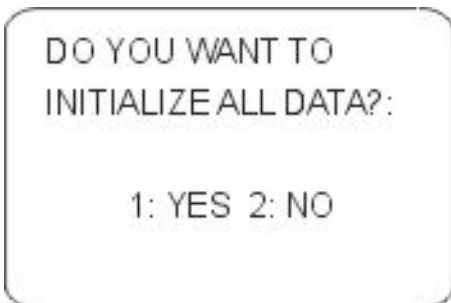 DO YOU WANT TO
INITIALIZE ALL DATA?:
1: YES 2: NO